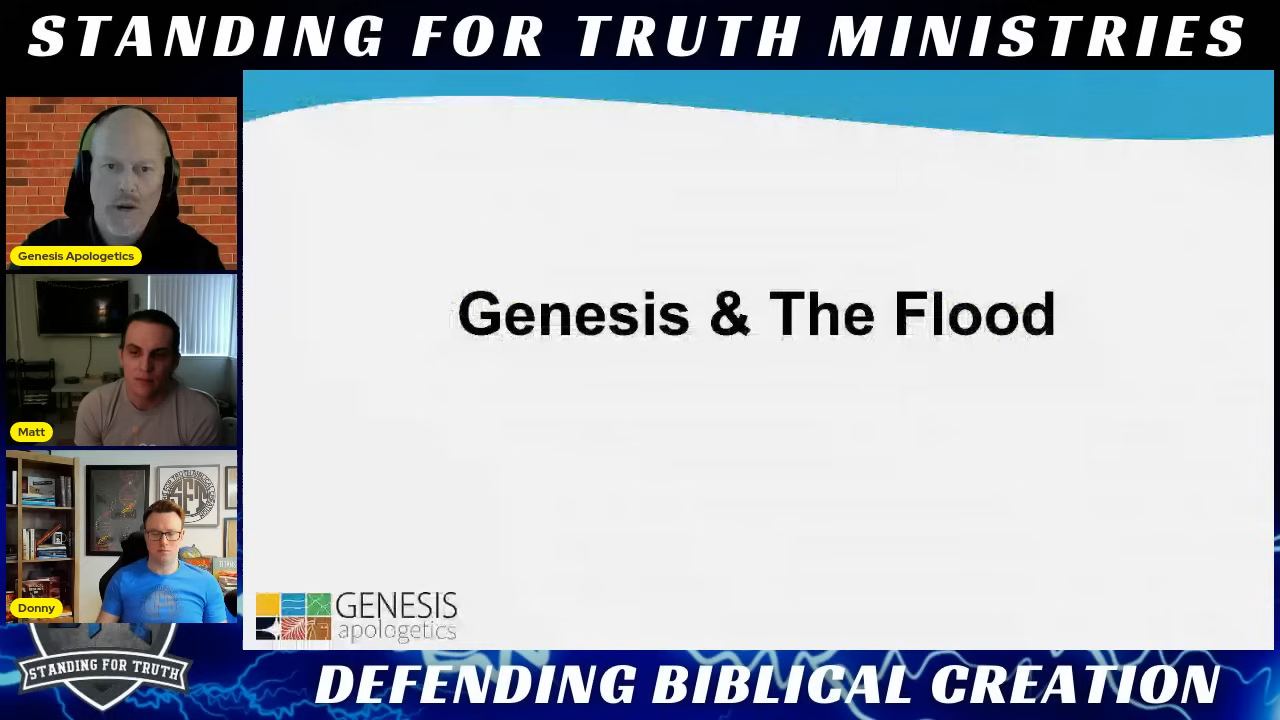 STANDING FOR TRUTH MINISTRIES
Genesis Apologetics
Matt
SFT
Donny
Genesis & The Flood
GENESIS
apologetics
STANDING FOR TRUTH
DEFENDING BIBLICAL CREATION